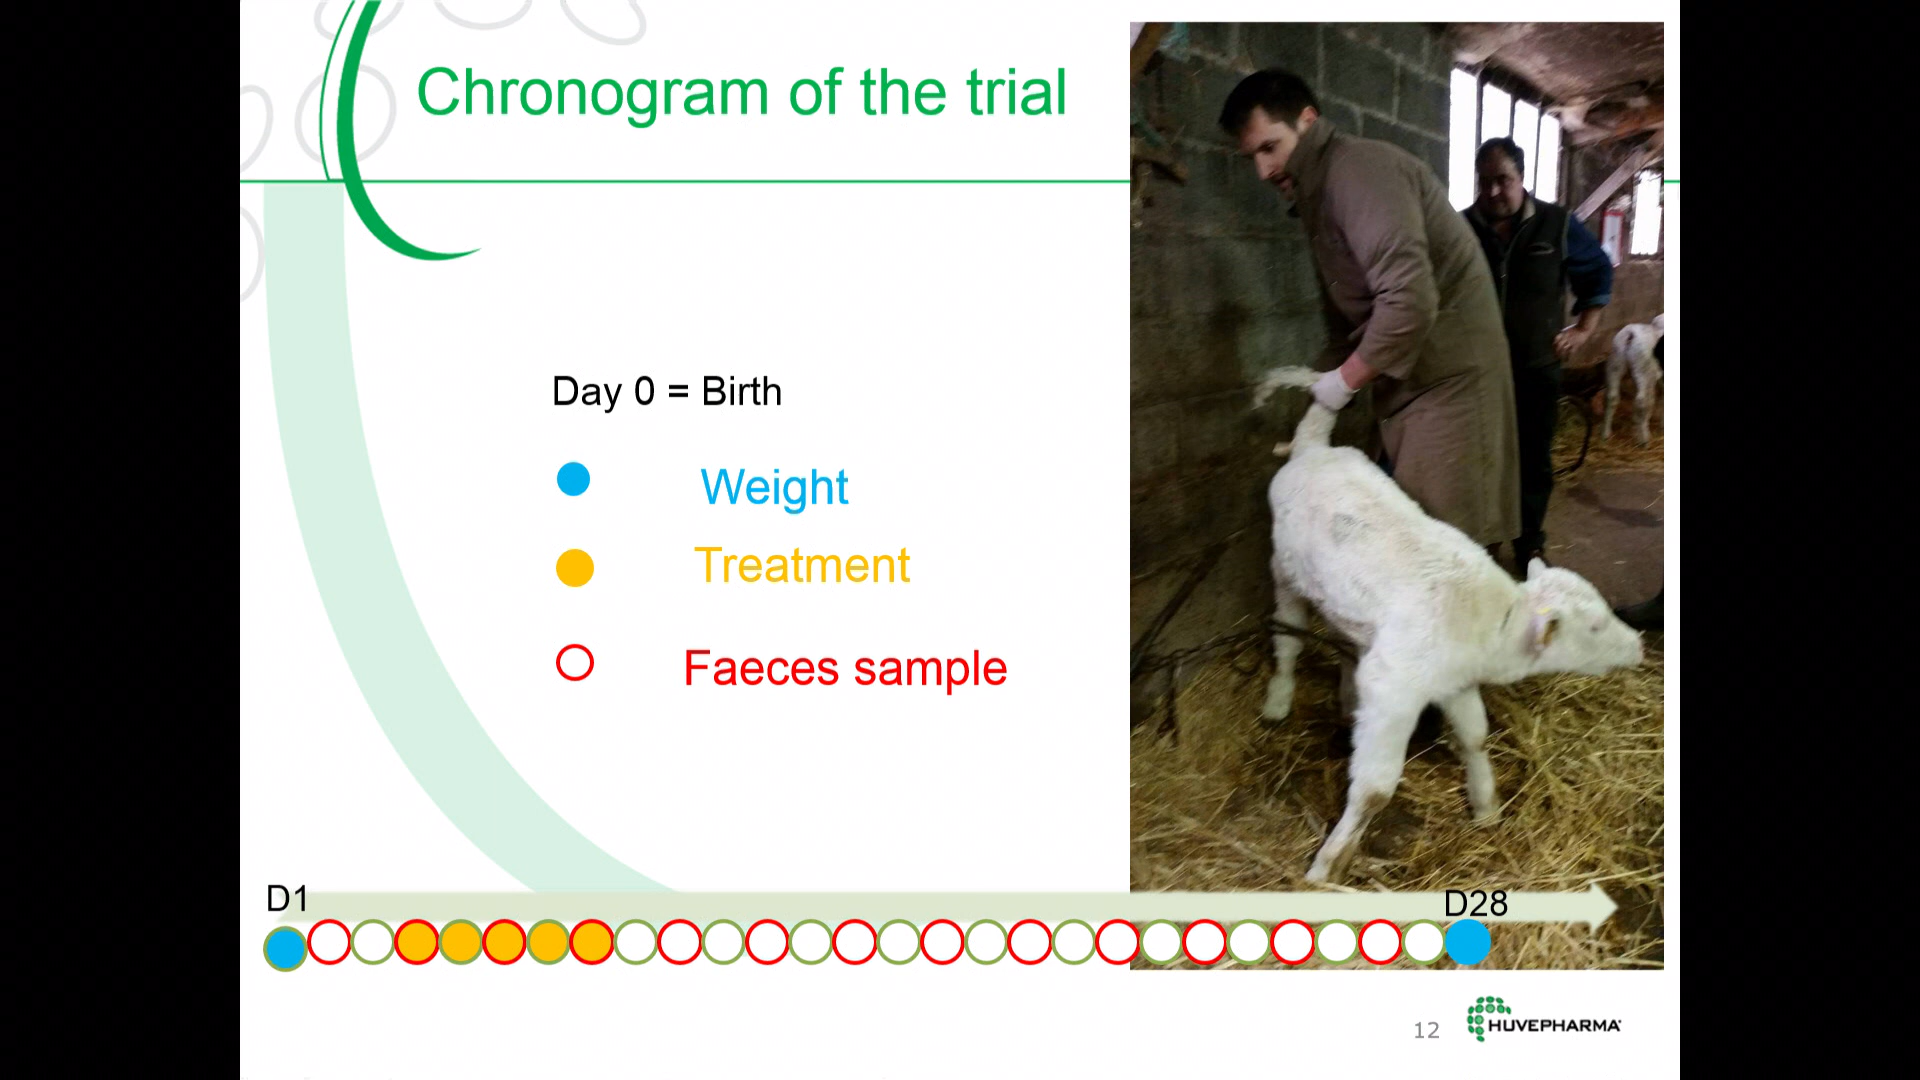 Chronogram of the trial
Day 0 = Birth
Weight
Treatment
Faeces sample
D1
D28
12
HUVEPHARMA